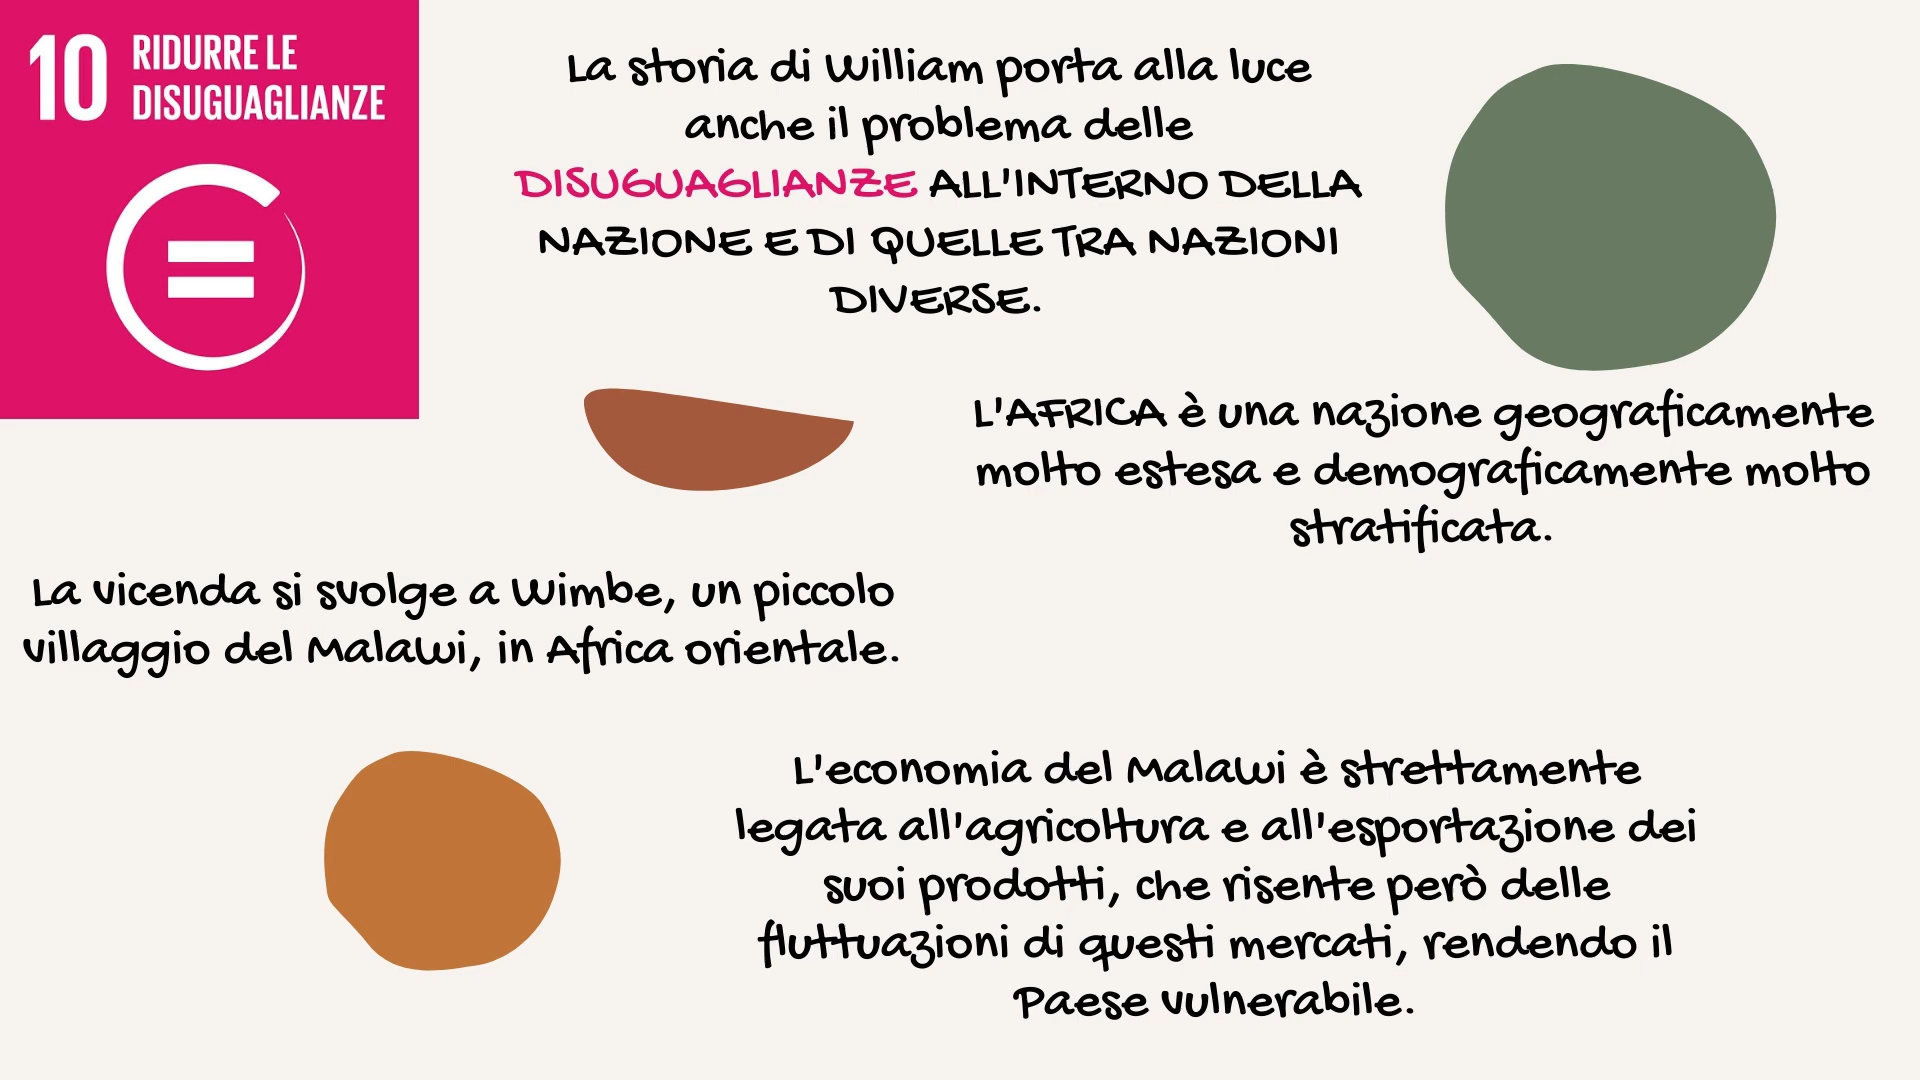 10 RIDURRE LE
DISUGUAGLIANZE
La storia di William porta alla luce
anche il problema delle
DISUGUAGLIANZE ALL'INTERNO DELLA
NAZIONE E DI QUELLE TRA NAZIONI
DIVERSE.
L'AFRICA è una nazione geograficamente
molto estesa e demograficamente molto
stratificata.
La vicenda si svolge a Wimbe, un piccolo
villaggio del Malawi, in Africa orientale.
L'economia del Malawi è strettamente
legata all'agricoltura e all'esportazione dei
suoi prodotti, che risente però delle
fluttuazioni di questi mercati, rendendo il
Paese vulnerabile.